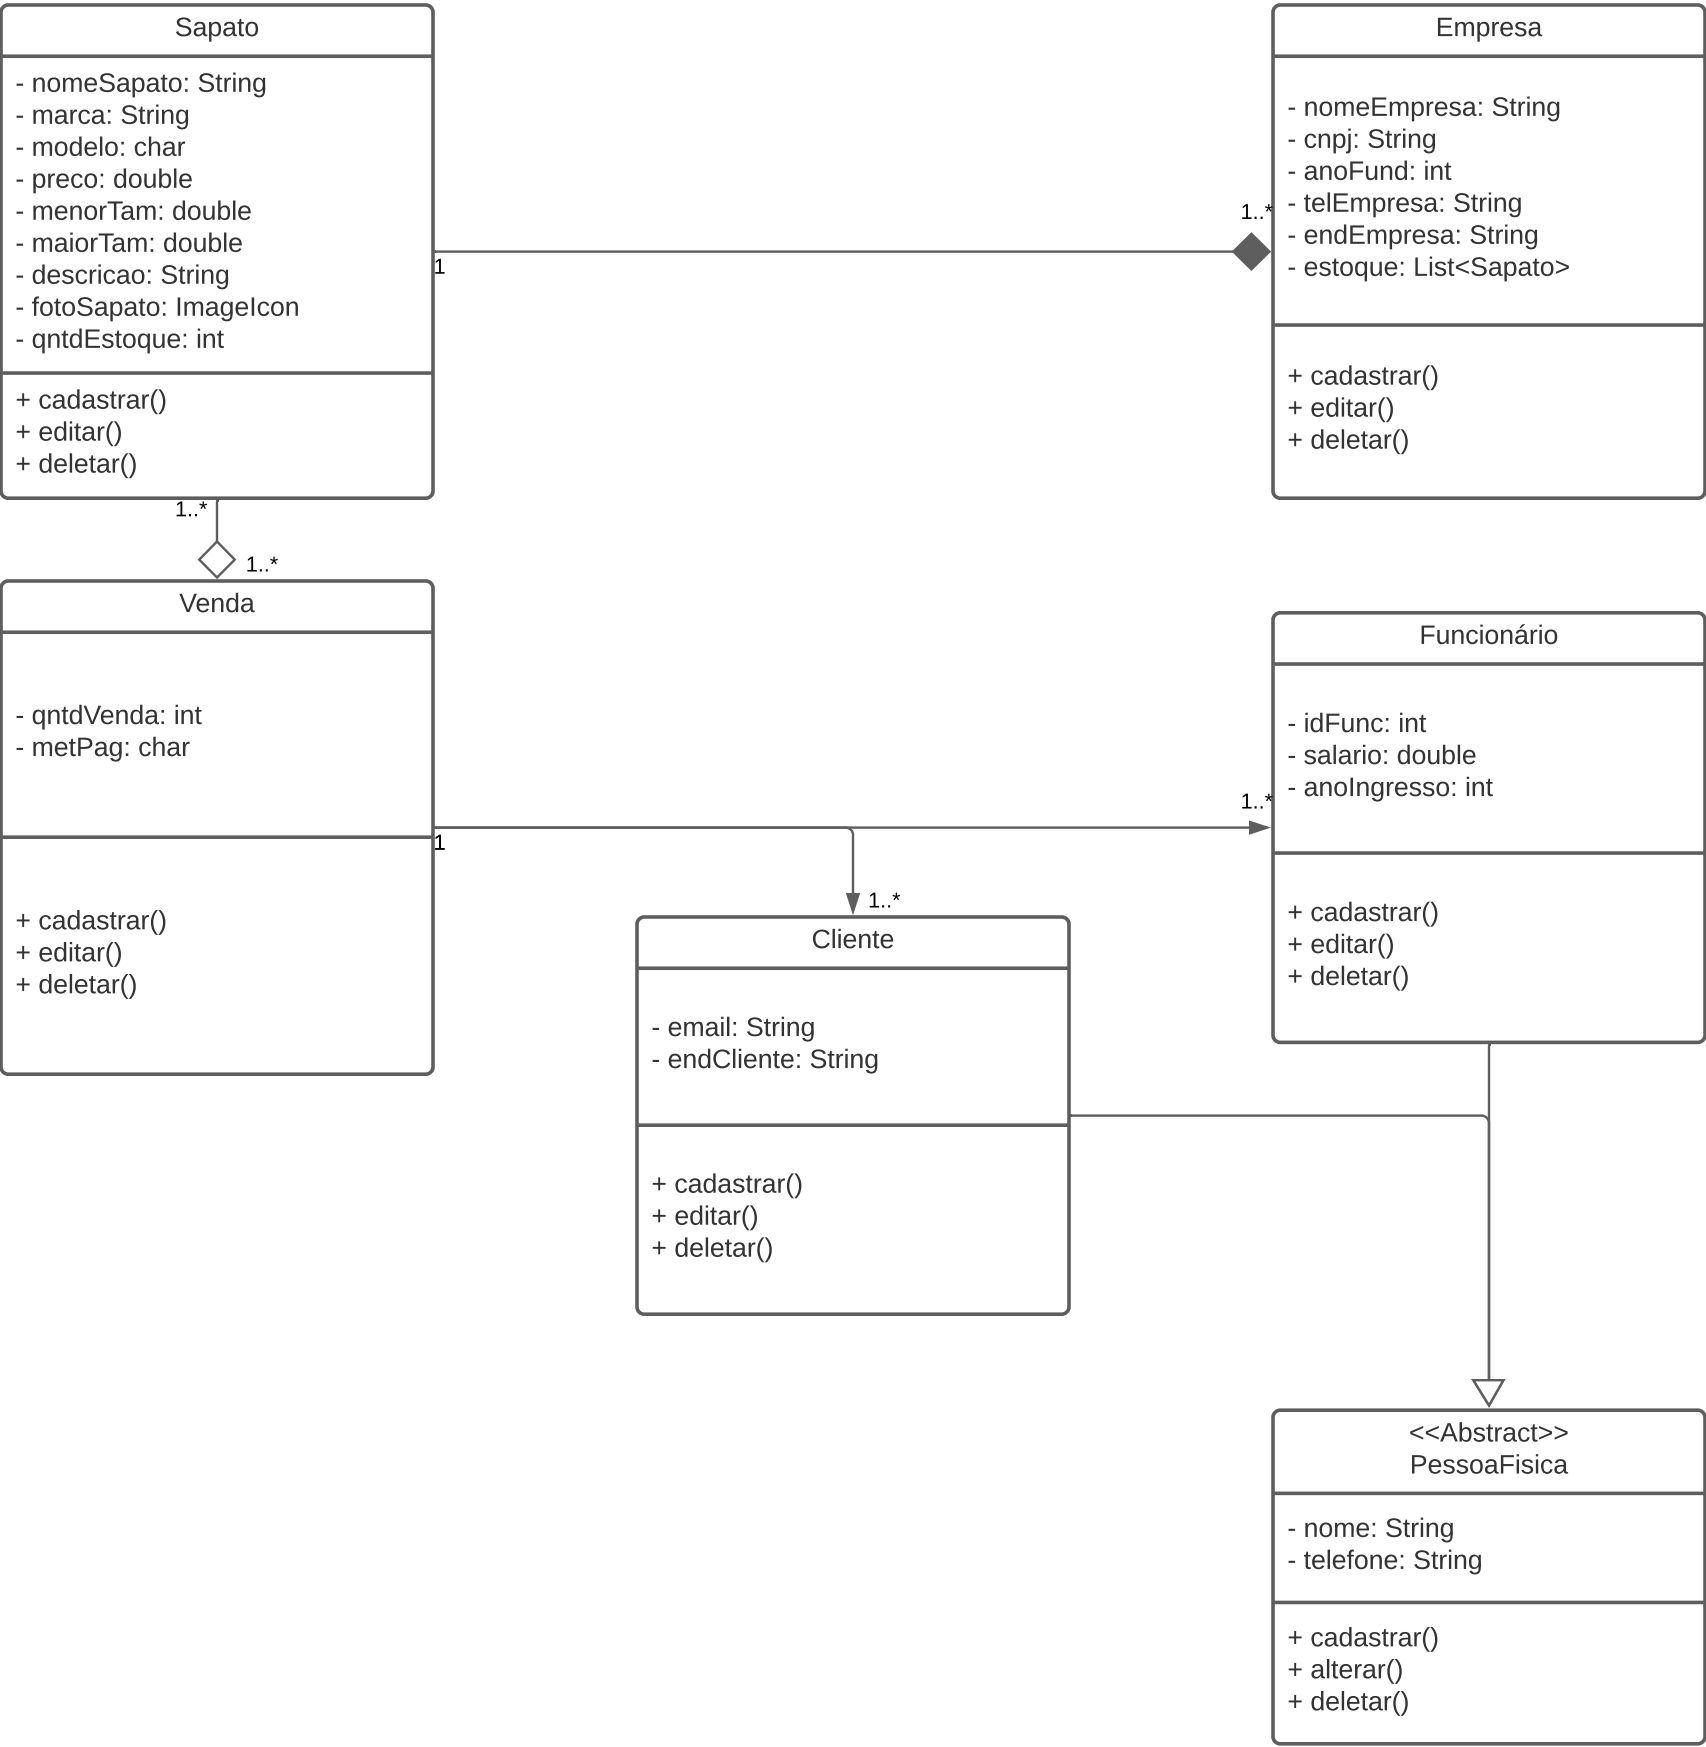 Sapato
- nomeSapato: String
- marca: String
- modelo: char
- preco: double
- menorTam: double
- maiorTam: double
- descricao: String
- fotoSapato: ImageIcon
- qntdEstoque: int
+ cadastrar()
+ editar()
+ deletar()
1
1..*
Empresa
- nomeEmpresa: String
- cnpj: String
- anoFund: int
- telEmpresa: String
- endEmpresa: String
- estoque: List<Sapato>
+ cadastrar()
+ editar()
+ deletar()
1..*
1..*
Venda
- qntdVenda: int
- metPag: char
+ cadastrar()
+ editar()
+ deletar()
1
1..*
Funcionário
- idFunc: int
- salario: double
- anoIngresso: int
+ cadastrar()
+ editar()
+ deletar()
1..*
Cliente
- email: String
- endCliente: String
+ cadastrar()
+ editar()
+ deletar()
<<Abstract>>
PessoaFisica
- nome: String
- telefone: String
+ cadastrar()
+ alterar()
+ deletar()